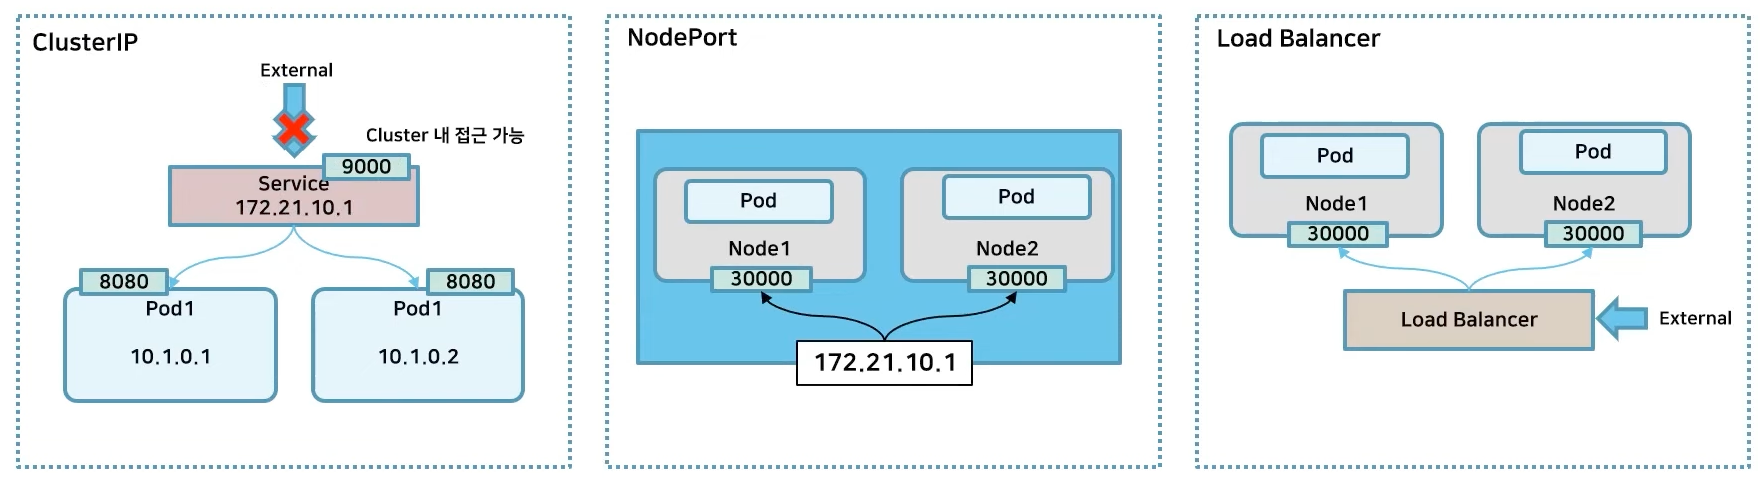 ClusterIP
External
Cluster 내 접근 가능
9000
Service
172.21.10.1
8080
8080
Pod1
Pod1
10.1.0.1
10.1.0.2
NodePort
Pod
Pod
Node1
Node2
30000
30000
172.21.10.1
Load Balancer
Pod
Pod
Node1
Node2
30000
30000
Load Balancer
External